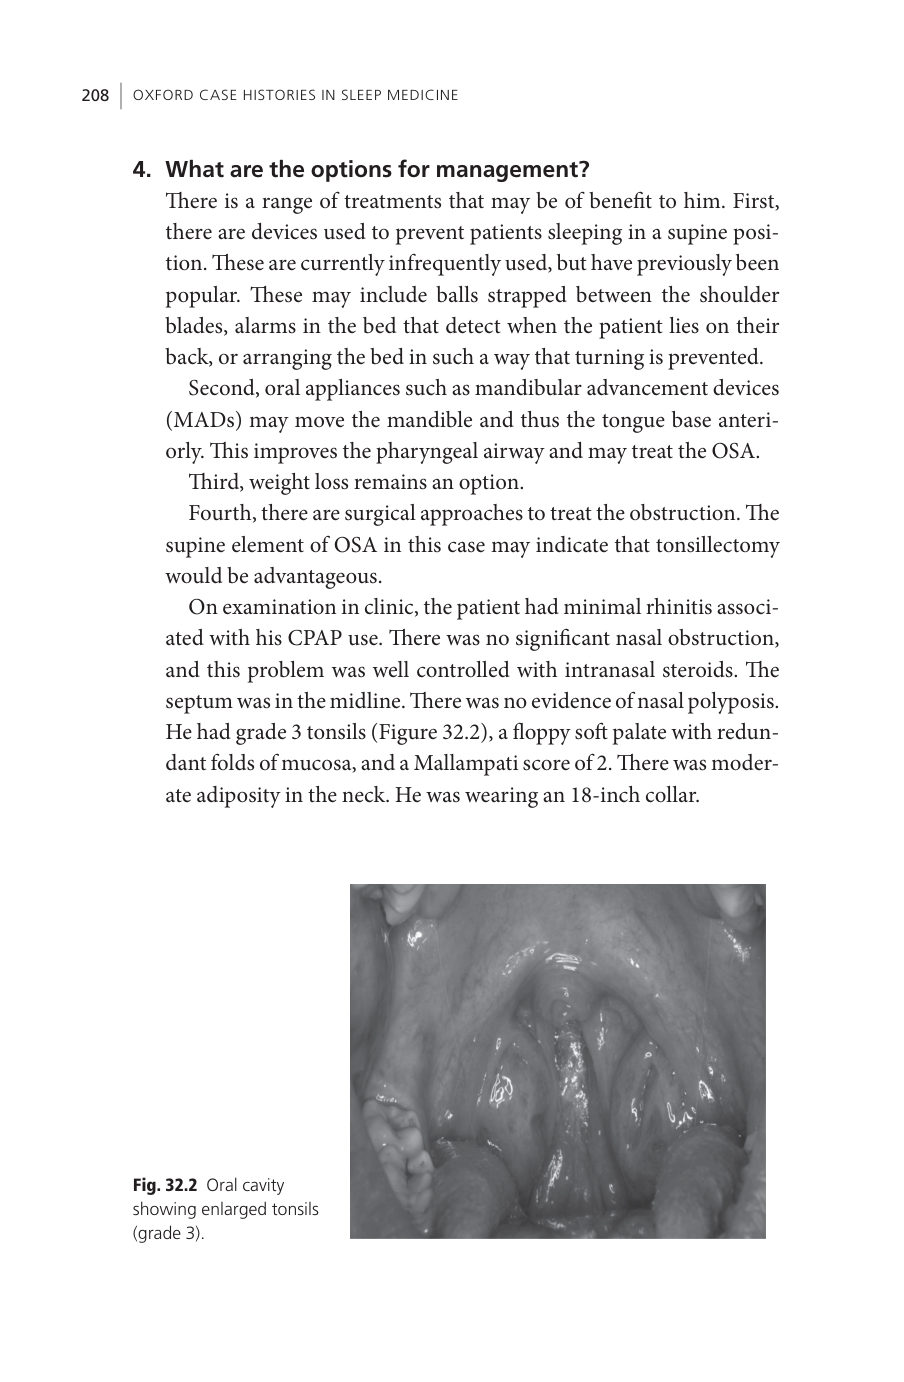 208 OXFORD CASE HISTORIES IN SLEEP MEDICINE
4. What are the options for management?
There is a range of treatments that may be of benefit to him. First,
there are devices used to prevent patients sleeping in a supine posi-
tion. These are currently infrequently used, but have previously been
popular. These may include balls strapped between the shoulder
blades, alarms in the bed that detect when the patient lies on their
back, or arranging the bed in such a way that turning is prevented.
Second, oral appliances such as mandibular advancement devices
(MADs) may move the mandible and thus the tongue base anteri-
orly. This improves the pharyngeal airway and may treat the OSA.
Third, weight loss remains an option.
Fourth, there are surgical approaches to treat the obstruction. The
supine element of OSA in this case may indicate that tonsillectomy
would be advantageous.
On examination in clinic, the patient had minimal rhinitis associ-
ated with his CPAP use. There was no significant nasal obstruction,
and this problem was well controlled with intranasal steroids. The
septum was in the midline. There was no evidence of nasal polyposis.
He had grade 3 tonsils (Figure 32.2), a floppy soft palate with redun-
dant folds of mucosa, and a Mallampati score of 2. There was moder-
ate adiposity in the neck. He was wearing an 18-inch collar.
Fig. 32.2 Oral cavity
showing enlarged tonsils
(grade 3).